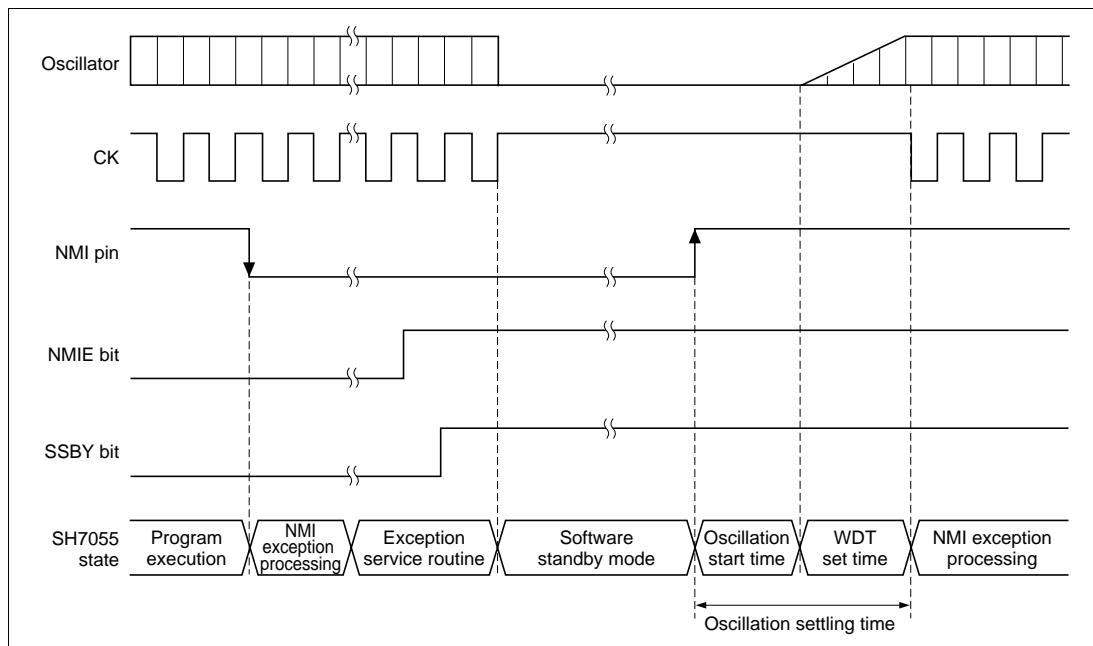 Oscillator
CK
NMI pin
NMIE bit
SSBY bit
SH7055
state
Program
execution
NMI
exception
processing
Exception
service routine
Software
standby mode
Oscillation
start time
WDT
set time
NMI exception
processing
Oscillation settling time